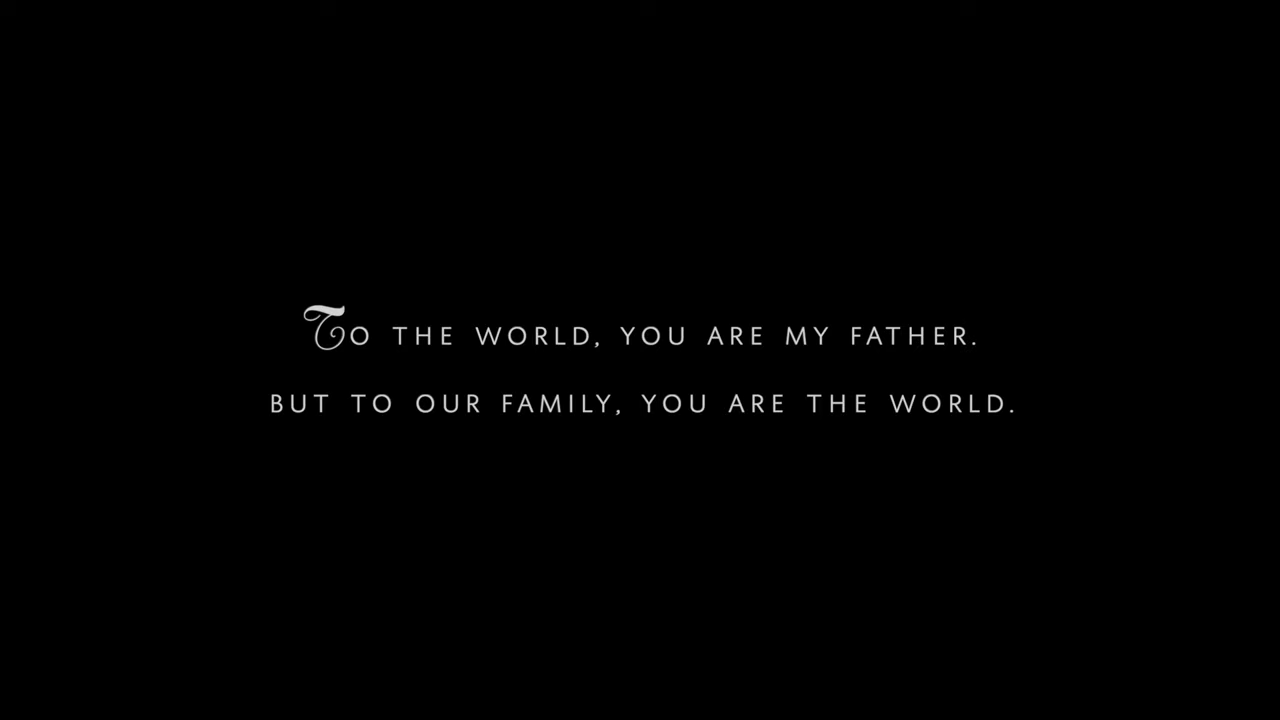 To the world, you are my father.
but to our family, you are the world.